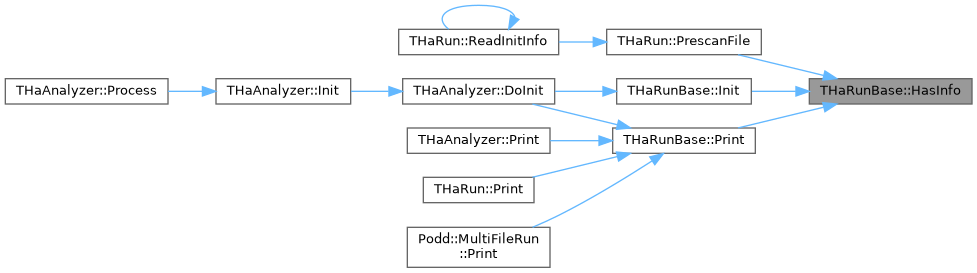 THaRun::ReadInitInfo
THaRun::PrescanFile
THaAnalyzer::Process
THaAnalyzer::Init
THaAnalyzer::DoInit
THaRunBase::Init
THaRunBase::HasInfo
THaAnalyzer::Print
THaRunBase::Print
THaRun::Print
Podd::MultiFileRun
::Print